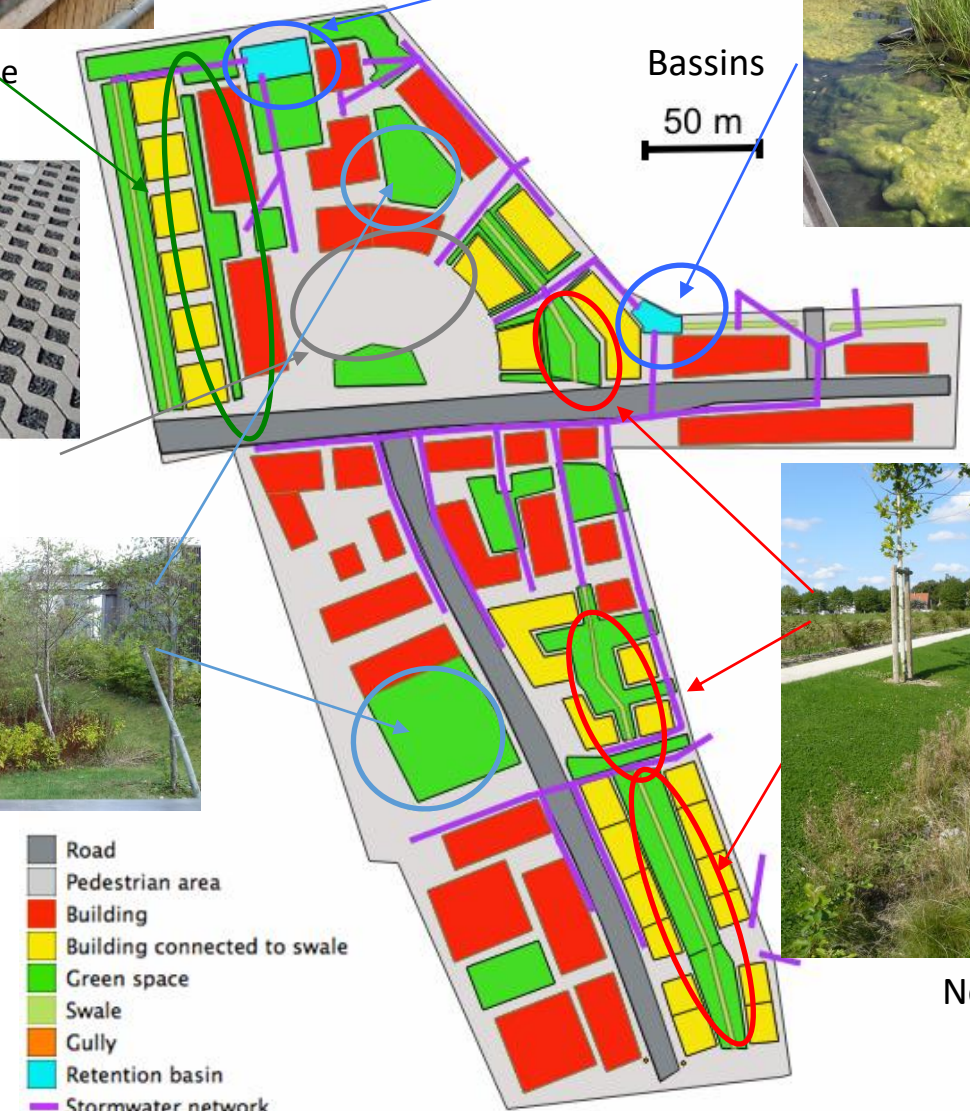 e
Bassins
50 m
Road
Pedestrian area
Building
Building connected to swale
Green space
Swale
Gully
Retention basin
Stormwater network